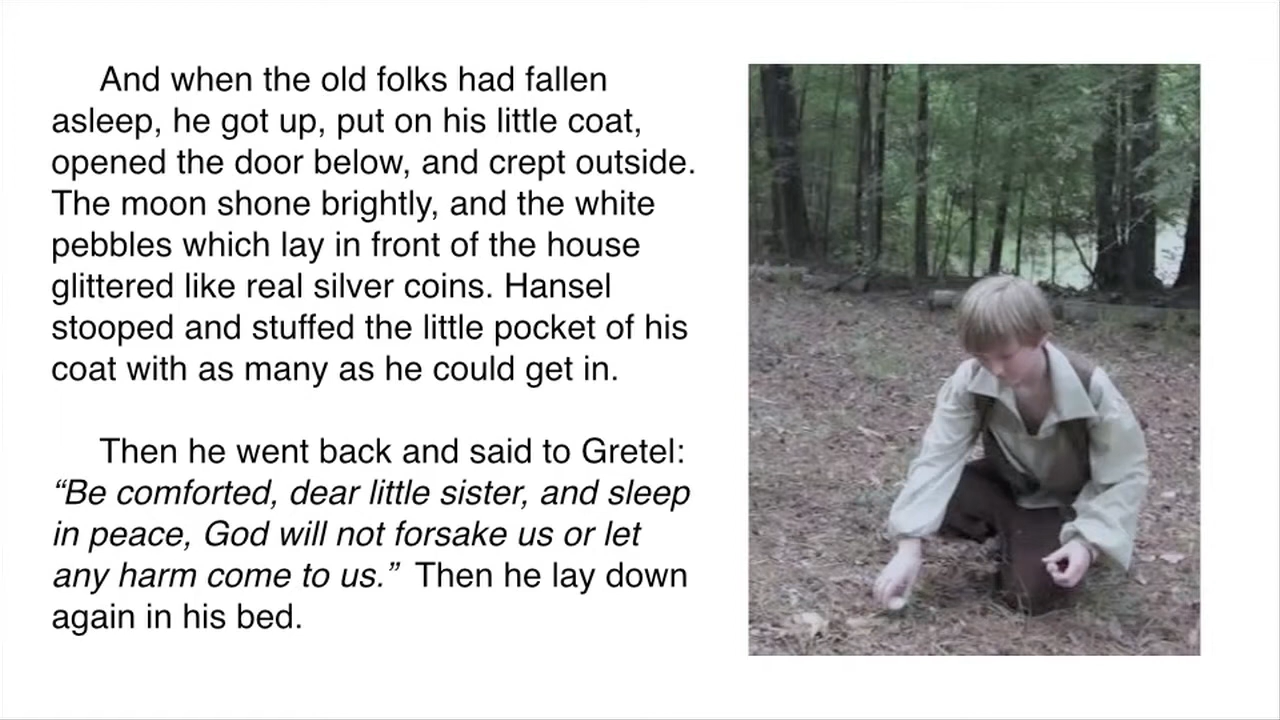 And when the old folks had fallen
asleep, he got up, put on his little coat,
opened the door below, and crept outside.
The moon shone brightly, and the white
pebbles which lay in front of the house
glittered like real silver coins. Hansel
stooped and stuffed the little pocket of his
coat with as many as he could get in.
Then he went back and said to Gretel:
“Be comforted, dear little sister, and sleep
in peace, God will not forsake us or let
any harm come to us.” Then he lay down
again in his bed.